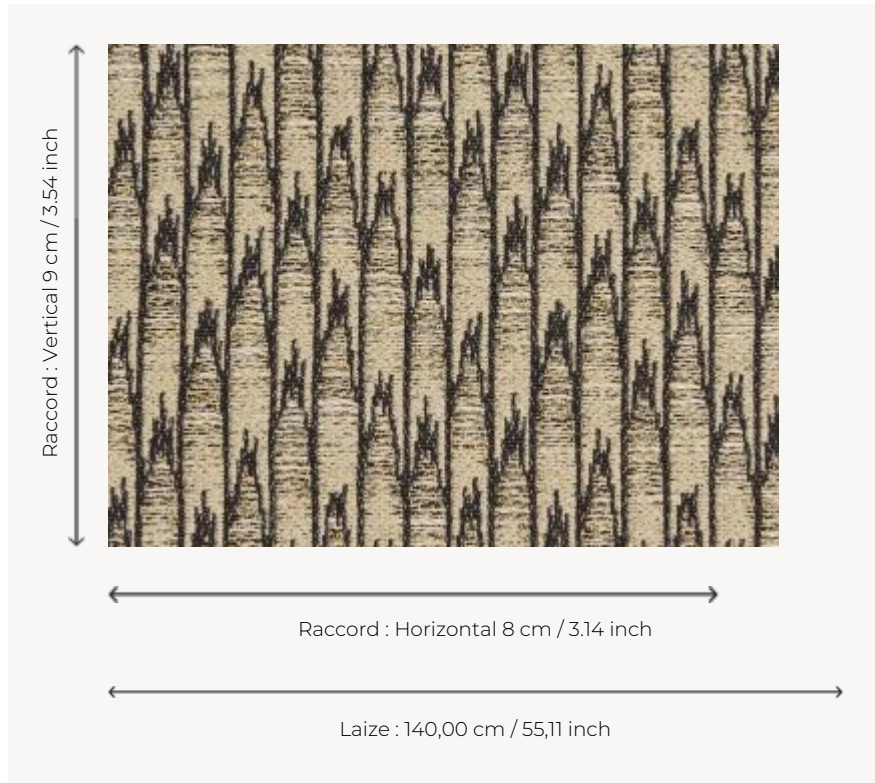 Raccord : Vertical 9 cm / 3.54 inch
Raccord : Horizontal 8 cm / 3.14 inch
Laize : 140,00 cm / 55,11 inch